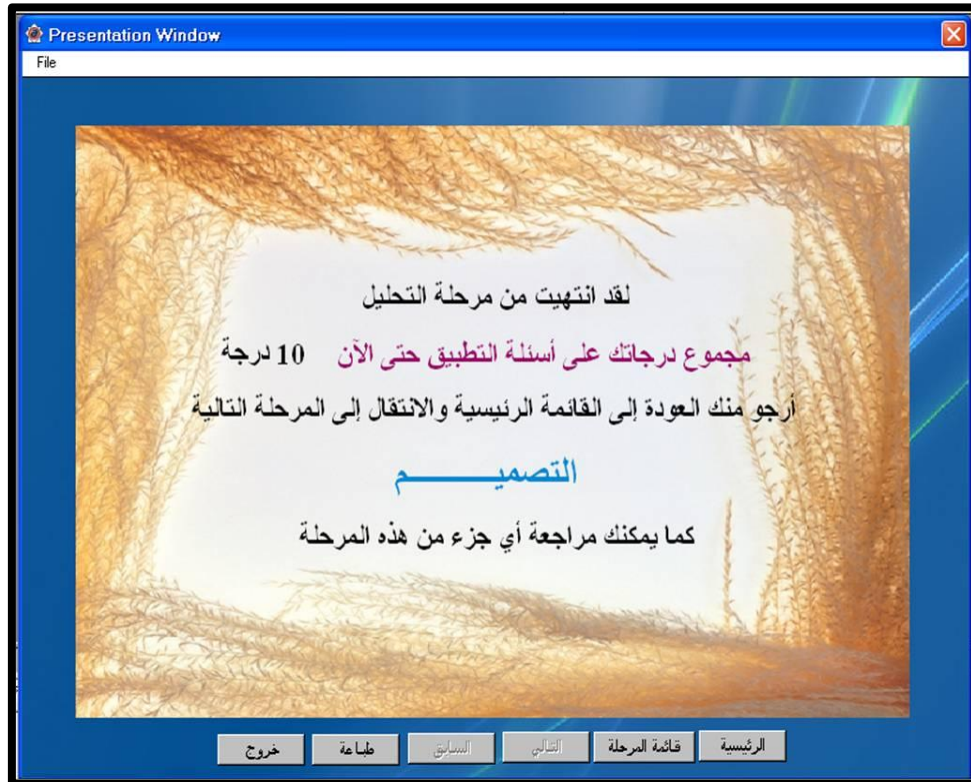 Presentation Window
File
لقد انتهيت من مرحلة التحليل
مجموع درجاتك على أسئلة التطبيق حتى الآن 10 درجة
أرجو منك العودة إلى القائمة الرئيسية والانتقال إلى المرحلة التالية
التصميـــــــــم
كما يمكنك مراجعة أي جزء من هذه المرحلة
الرئيسية قائمة المرحلة التالي السابق طباعة خروج